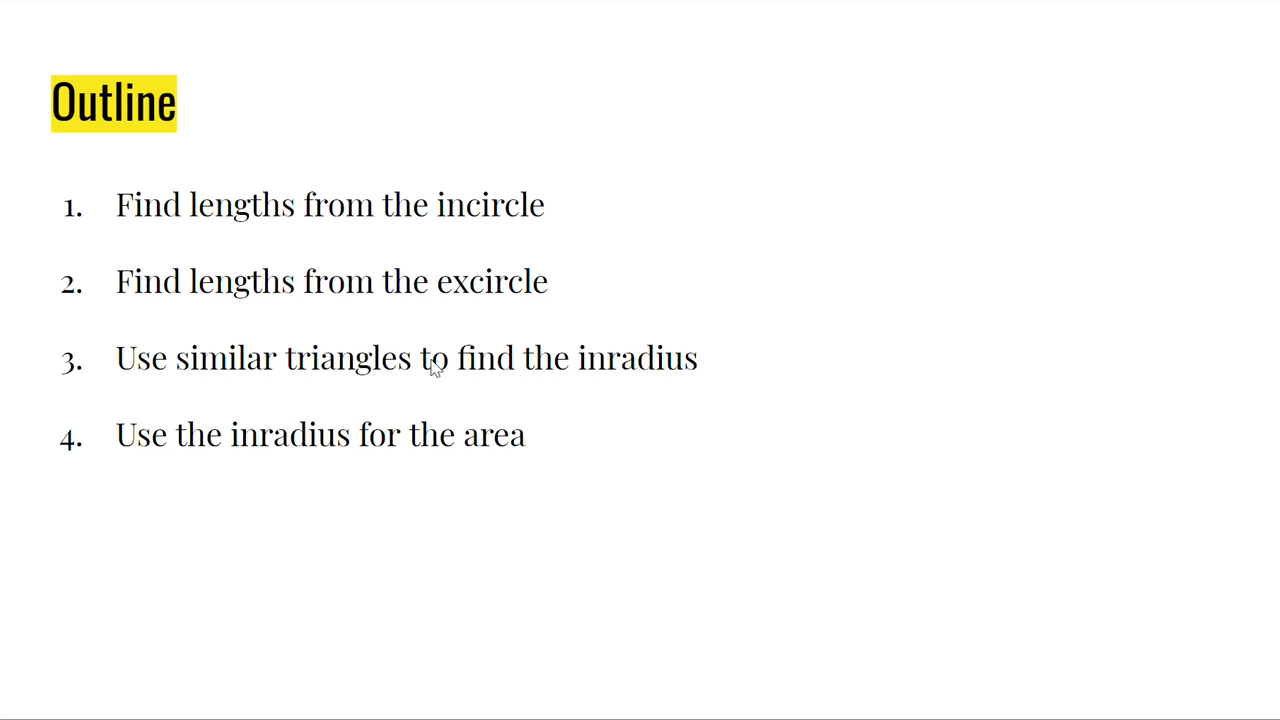 Outline
1. Find lengths from the incircle
2. Find lengths from the excircle
3. Use similar triangles to find the inradius
4. Use the inradius for the area